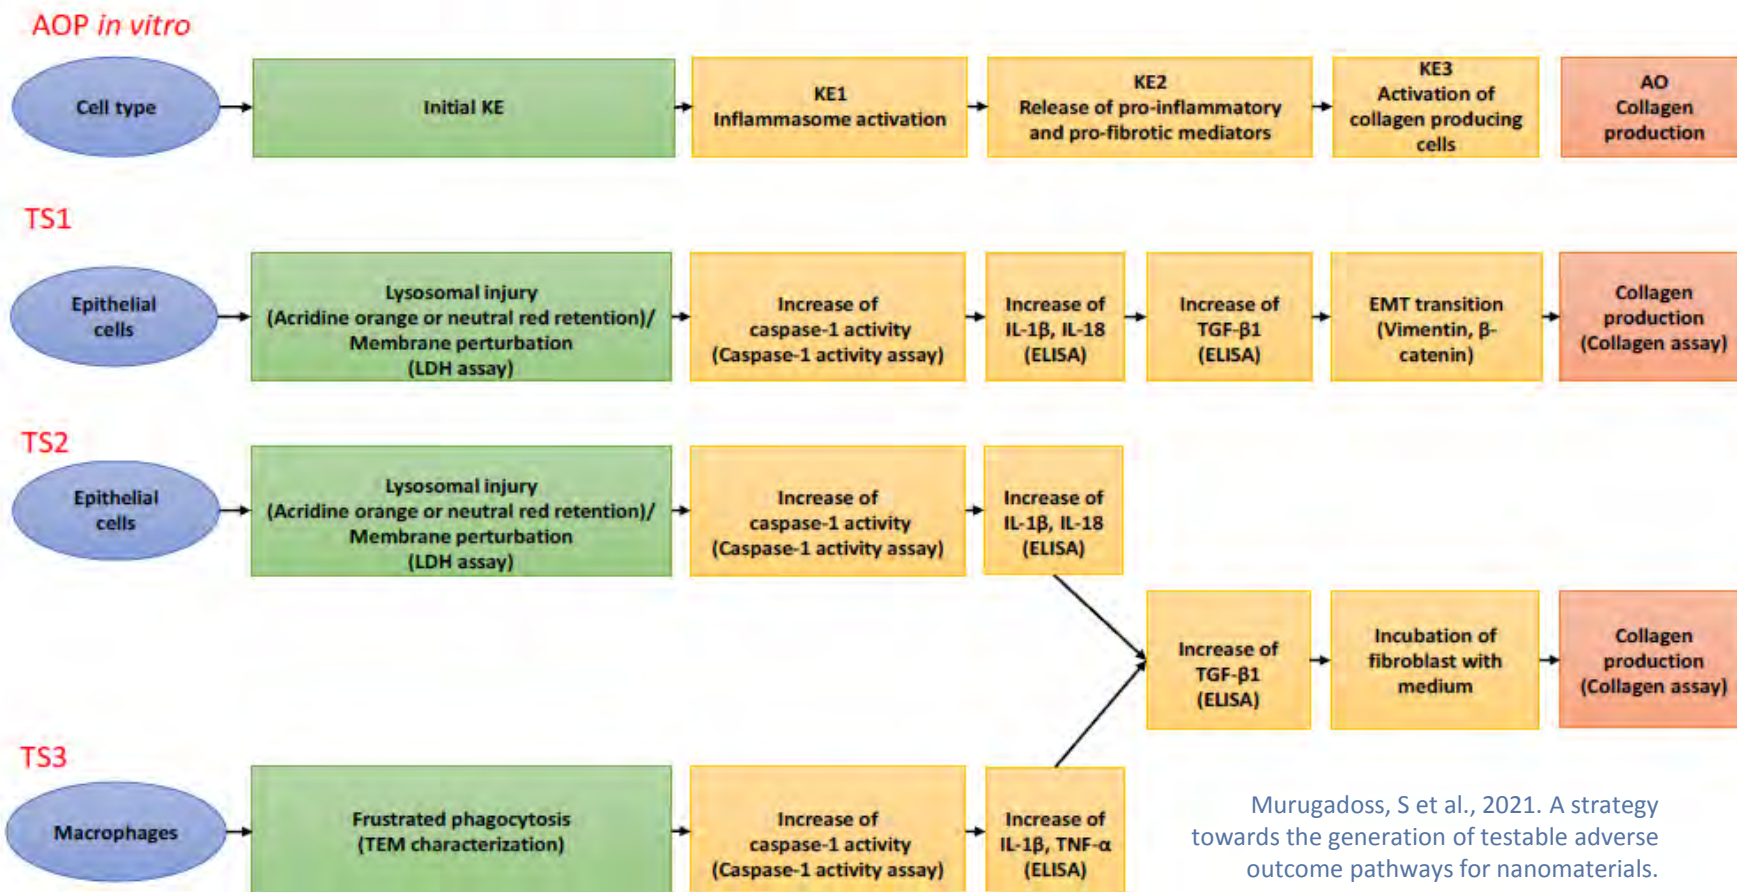 AOP in vitro
Cell type
Initial KE
KE1
Inflammasome activation
KE2
Release of pro-inflammatory
and pro-fibrotic mediators
KE3
Activation of
collagen producing
cells
AO
Collagen
production
TS1
Epithelial
cells
Lysosomal injury
(Acridine orange or neutral red retention)/
Membrane perturbation
(LDH assay)
Increase of
caspase-1 activity
(Caspase-1 activity assay)
Increase of
IL-1β, IL-18
(ELISA)
Increase of
TGF-β1
(ELISA)
EMT transition
(Vimentin, β-
catenin)
Collagen
production
(Collagen assay)
TS2
Epithelial
cells
Lysosomal injury
(Acridine orange or neutral red retention)/
Membrane perturbation
(LDH assay)
Increase of
caspase-1 activity
(Caspase-1 activity assay)
Increase of
IL-1β, IL-18
(ELISA)
Increase of
TGF-β1
(ELISA)
Incubation of
fibroblast with
medium
Collagen
production
(Collagen assay)
TS3
Macrophages
Frustrated phagocytosis
(TEM characterization)
Increase of
caspase-1 activity
(Caspase-1 activity assay)
Increase of
IL-1β, TNF-α
(ELISA)
Murugadoss, S et al., 2021. A strategy
towards the generation of testable adverse
outcome pathways for nanomaterials.